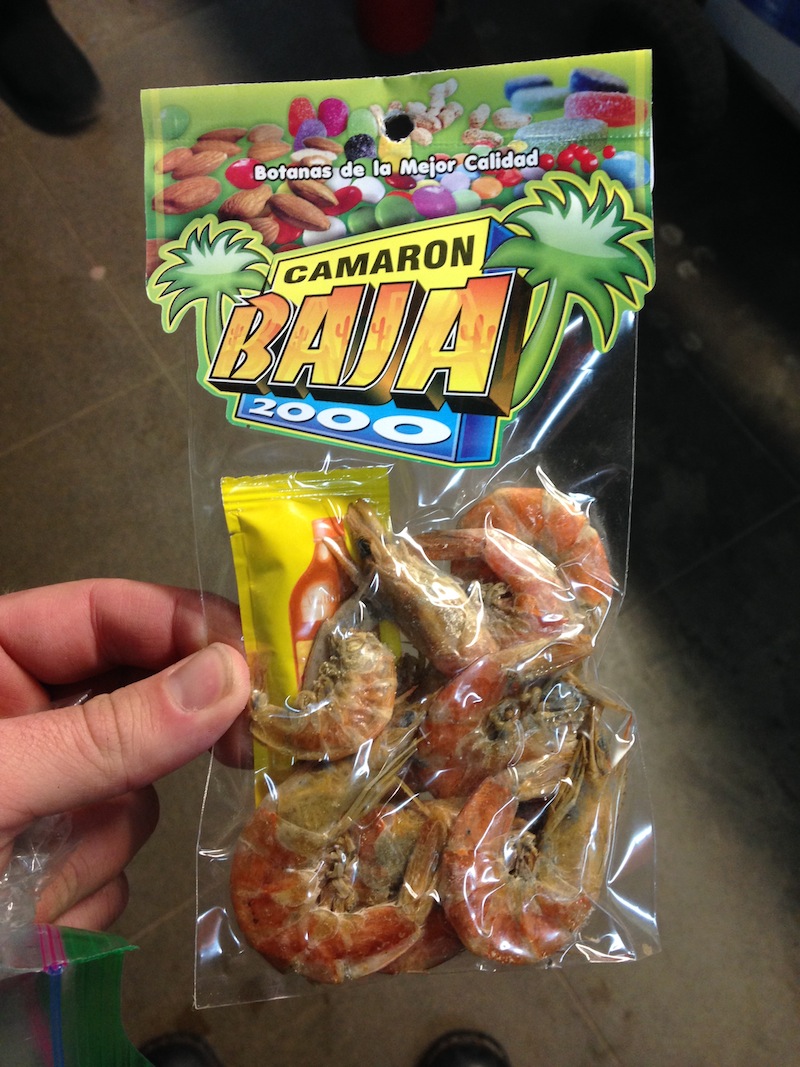 Botanas de la Mejor Calidad
CAMARON
BAJA
2000